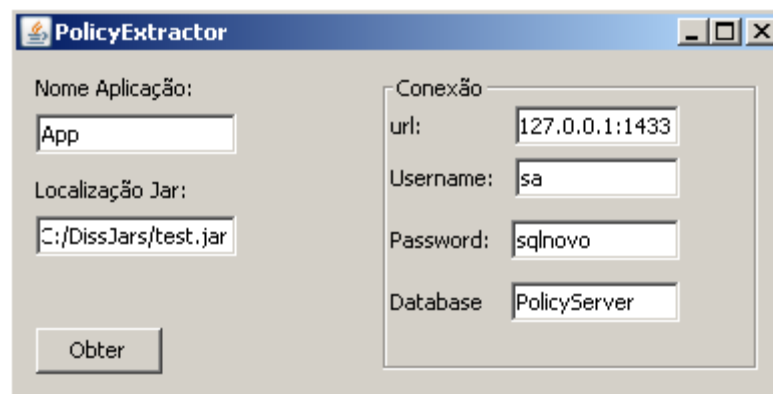 PolicyExtractor
Nome Aplicação:
App
Localização Jar:
C:/DissJars/test.jar
Obter
Conexão
url:
127.0.0.1:1433
Username:
sa
Password:
sqlnovo
Database
PolicyServer